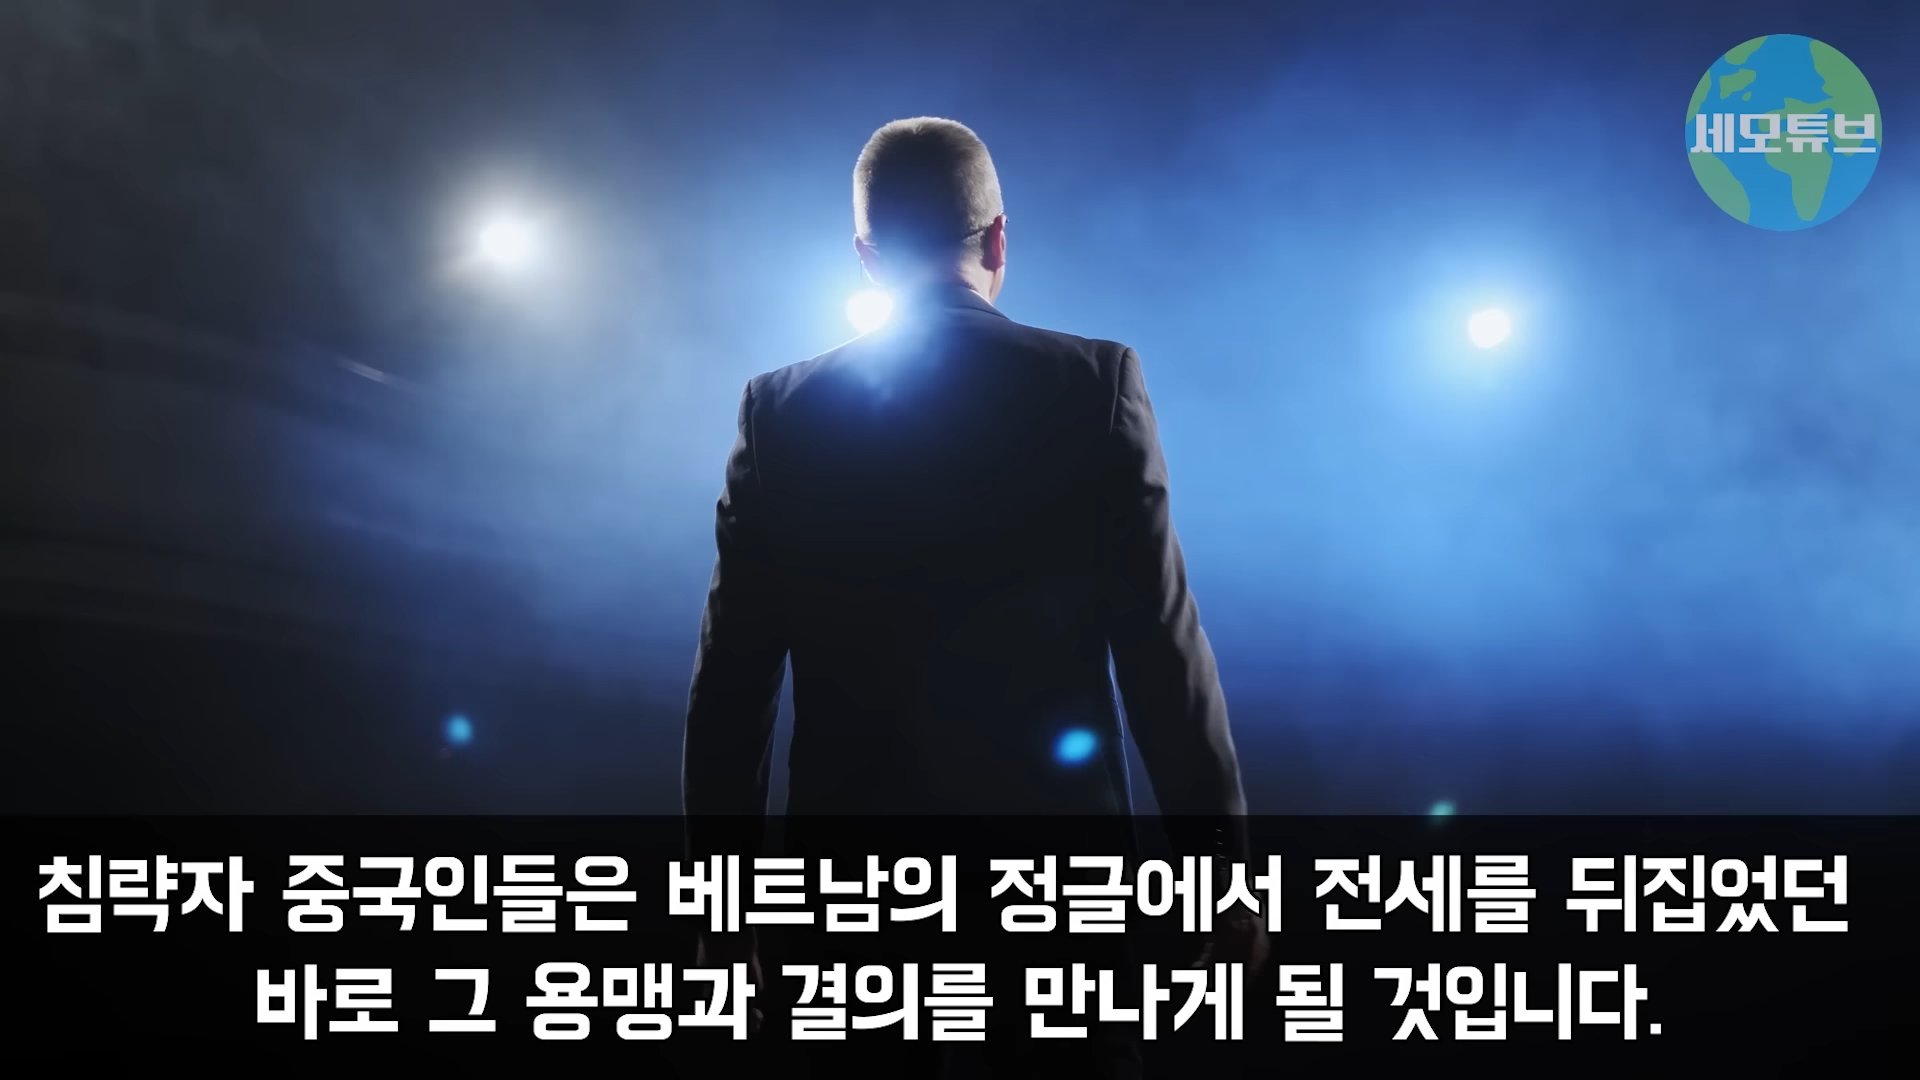 세모튜브
침략자 중국인들은 베트남의 정글에서 전세를 뒤집었던
바로 그 용맹과 결의를 만나게 될 것입니다.